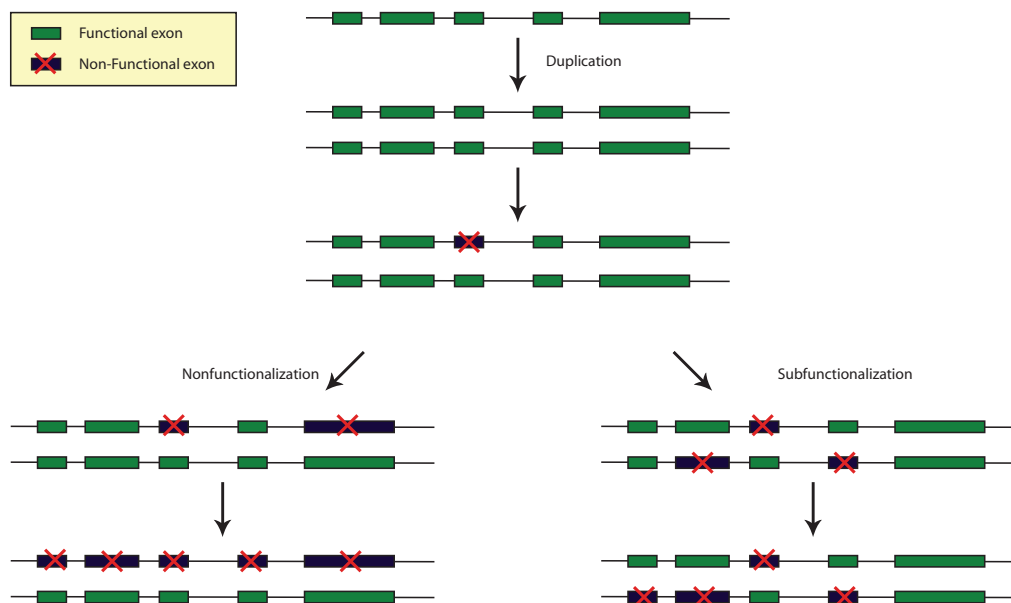 Functional exon
Non-Functional exon
Duplication
Nonfunctionalization
Subfunctionalization